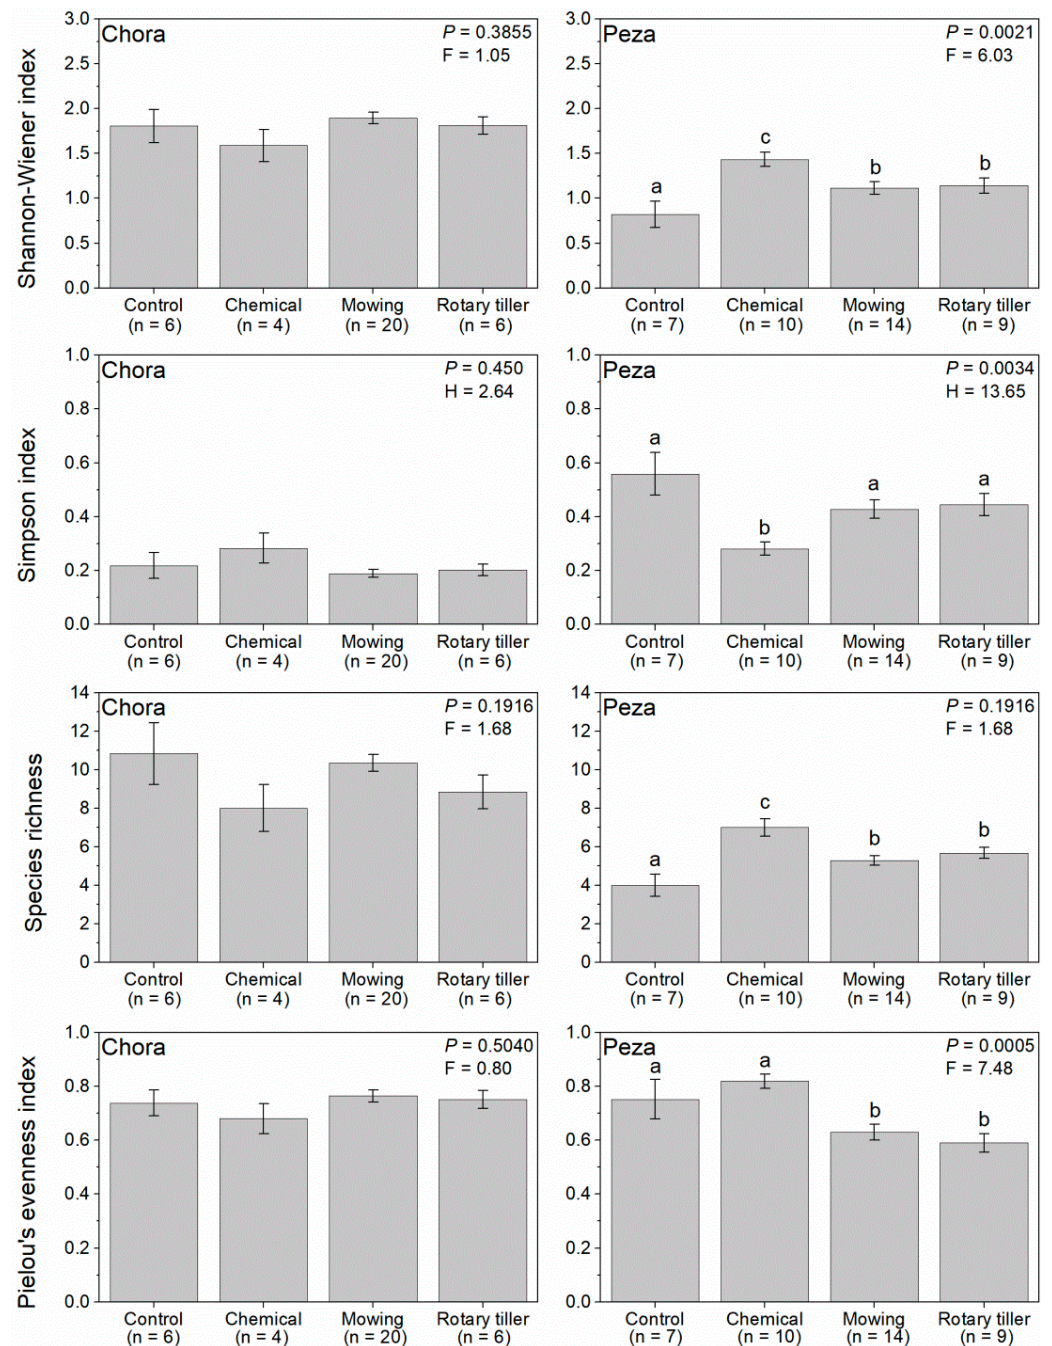 Shannon-Wiener index
3.0
2.5
2.0
1.5
1.0
0.5
0.0
Chora
P = 0.3855
F = 1.05
Control Chemical Mowing Rotary tiller
(n = 6) (n = 4) (n = 20) (n = 6)
3.0
2.5
2.0
1.5
1.0
0.5
0.0
Peza
P = 0.0021
F = 6.03
a c b b
Control Chemical Mowing Rotary tiller
(n = 7) (n = 10) (n = 14) (n = 9)
Simpson index
1.0
0.8
0.6
0.4
0.2
0.0
Chora
P = 0.450
H = 2.64
Control Chemical Mowing Rotary tiller
(n = 6) (n = 4) (n = 20) (n = 6)
1.0
0.8
0.6
0.4
0.2
0.0
Peza
P = 0.0034
H = 13.65
a b a a
Control Chemical Mowing Rotary tiller
(n = 7) (n = 10) (n = 14) (n = 9)
Species richness
14
12
10
8
6
4
2
0
Chora
P = 0.1916
F = 1.68
Control Chemical Mowing Rotary tiller
(n = 6) (n = 4) (n = 20) (n = 6)
14
12
10
8
6
4
2
0
Peza
P = 0.1916
F = 1.68
a c b b
Control Chemical Mowing Rotary tiller
(n = 7) (n = 10) (n = 14) (n = 9)
Pielou's evenness index
1.0
0.8
0.6
0.4
0.2
0.0
Chora
P = 0.5040
F = 0.80
Control Chemical Mowing Rotary tiller
(n = 6) (n = 4) (n = 20) (n = 6)
1.0
0.8
0.6
0.4
0.2
0.0
Peza
P = 0.0005
F = 7.48
a a b b
Control Chemical Mowing Rotary tiller
(n = 7) (n = 10) (n = 14) (n = 9)